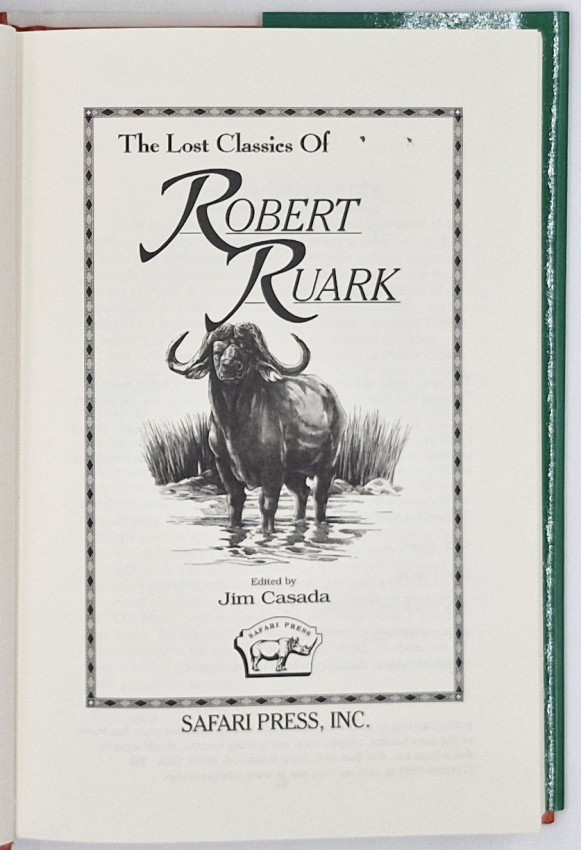 The Lost Classics Of
ROBERT
RUARK
Edited by
Jim Casada
SAFARI PRESS
SAFARI PRESS, INC.